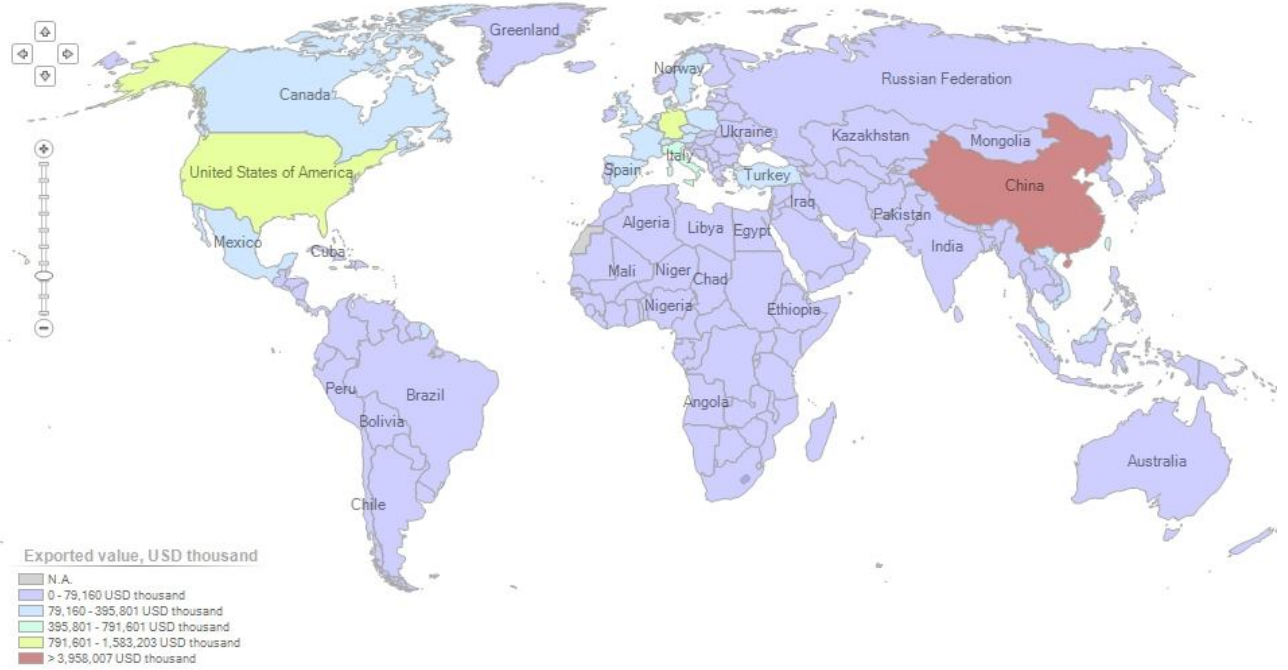 Greenland
Norway
Russian Federation
Canada
Ukraine
Kazakhstan
Mongolia
Italy
United States of America
Spain
Turkey
China
Iraq
Pakistan
Algeria
Libya
Egypt
Mexico
India
Cuba
Mali
Niger
Chad
Nigeria
Ethiopia
Peru
Brazil
Angola
Bolivia
Australia
Chile
Exported value, USD thousand
N.A.
0 - 79,160 USD thousand
79,160 - 395,801 USD thousand
395,801 - 791,601 USD thousand
791,601 - 1,583,203 USD thousand
> 3,958,007 USD thousand